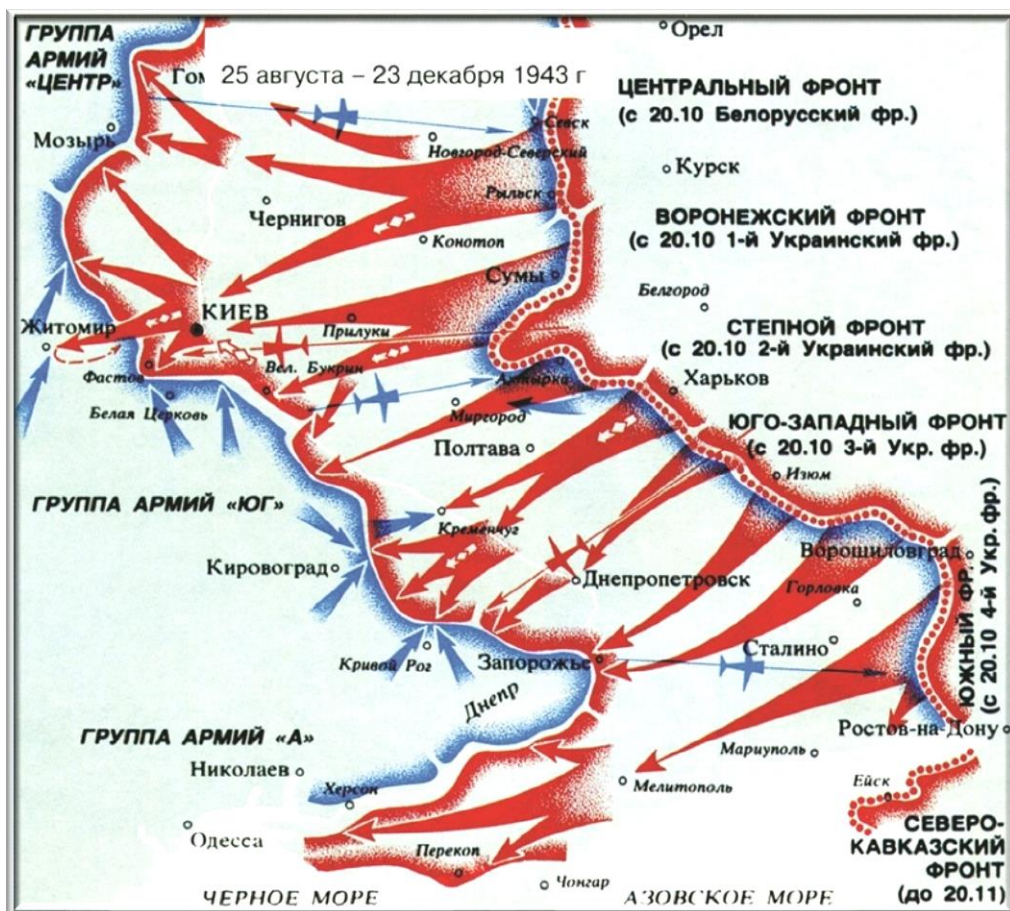 ГРУППА
АРМИЙ
«ЦЕНТР»
Гом
25 августа – 23 декабря 1943 г
Орел
ЦЕНТРАЛЬНЫЙ ФРОНТ
(с 20.10 Белорусский фр.)
Севск
Мозырь
Новгород-Северский
Курск
Рыльск
Чернигов
ВОРОНЕЖСКИЙ ФРОНТ
(с 20.10 1-й Украинский фр.)
Конотоп
Сумы
Белгород
КИЕВ
Житомир
Прилуки
СТЕПНОЙ ФРОНТ
(с 20.10 2-й Украинский фр.)
Фастов
Вел. Букрин
Ахтырка
Харьков
Белая Церковь
Миргород
ЮГО-ЗАПАДНЫЙ ФРОНТ
(с 20.10 3-й Укр. фр.)
Полтава
Изюм
ГРУППА АРМИЙ «ЮГ»
Кременчуг
Ворошиловград
Кировоград
Днепропетровск
Горловка
ЮЖНЫЙ ФР.
(с 20.10 4-й Укр. фр.)
Сталино
Кривой Рог
Запорожье
Днепр
Ростов-на-Дону
ГРУППА АРМИЙ «А»
Мариуполь
Николаев
Мелитополь
Ейск
Херсон
Одесса
Перекоп
СЕВЕРО-
КАВКАЗСКИЙ
ФРОНТ
(до 20.11)
Чонгар
ЧЕРНОЕ МОРЕ
АЗОВСКОЕ МОРЕ